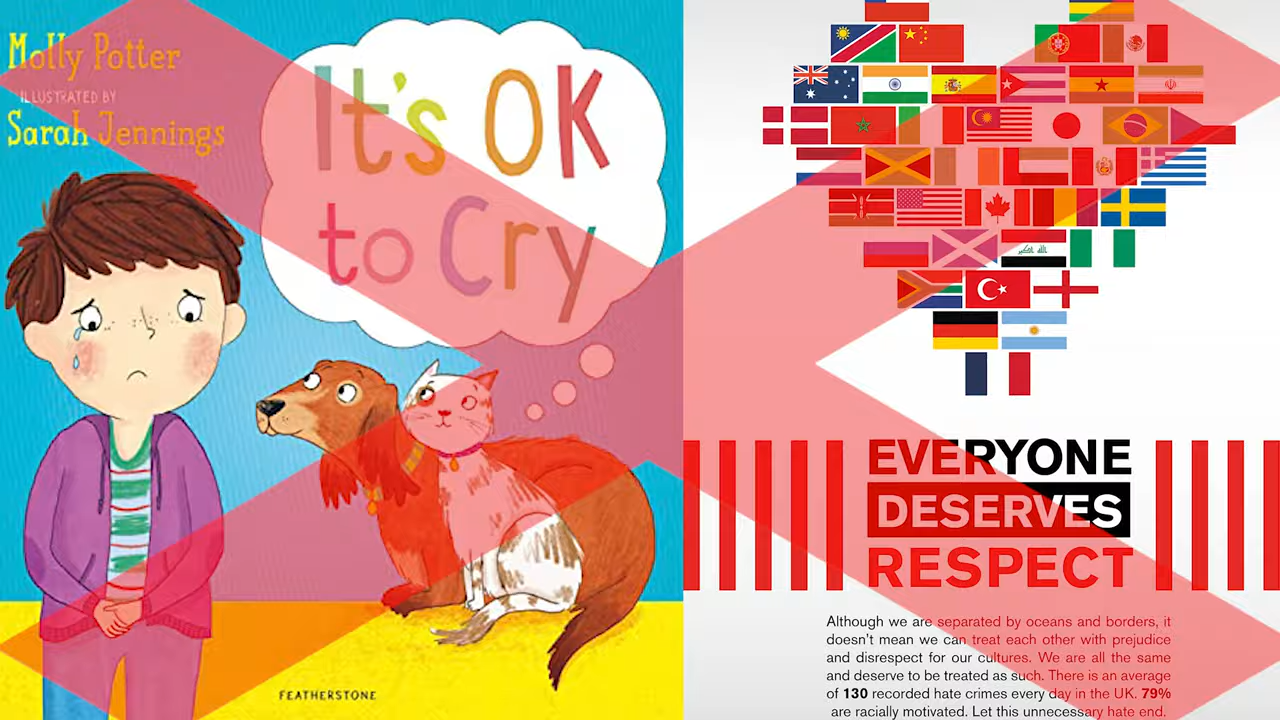 Molly Potter
ILLUSTRATED BY
Sarah Jennings
It's OK
to Cry
FEATHERSTONE
EVERYONE
DESERVES
RESPECT
Although we are separated by oceans and borders, it
doesn't mean we can treat each other with prejudice
and disrespect for our cultures. We are all the same
and deserve to be treated as such. There is an average
of 130 recorded hate crimes every day in the UK. 79%
are racially motivated. Let this unnecessary hate end.